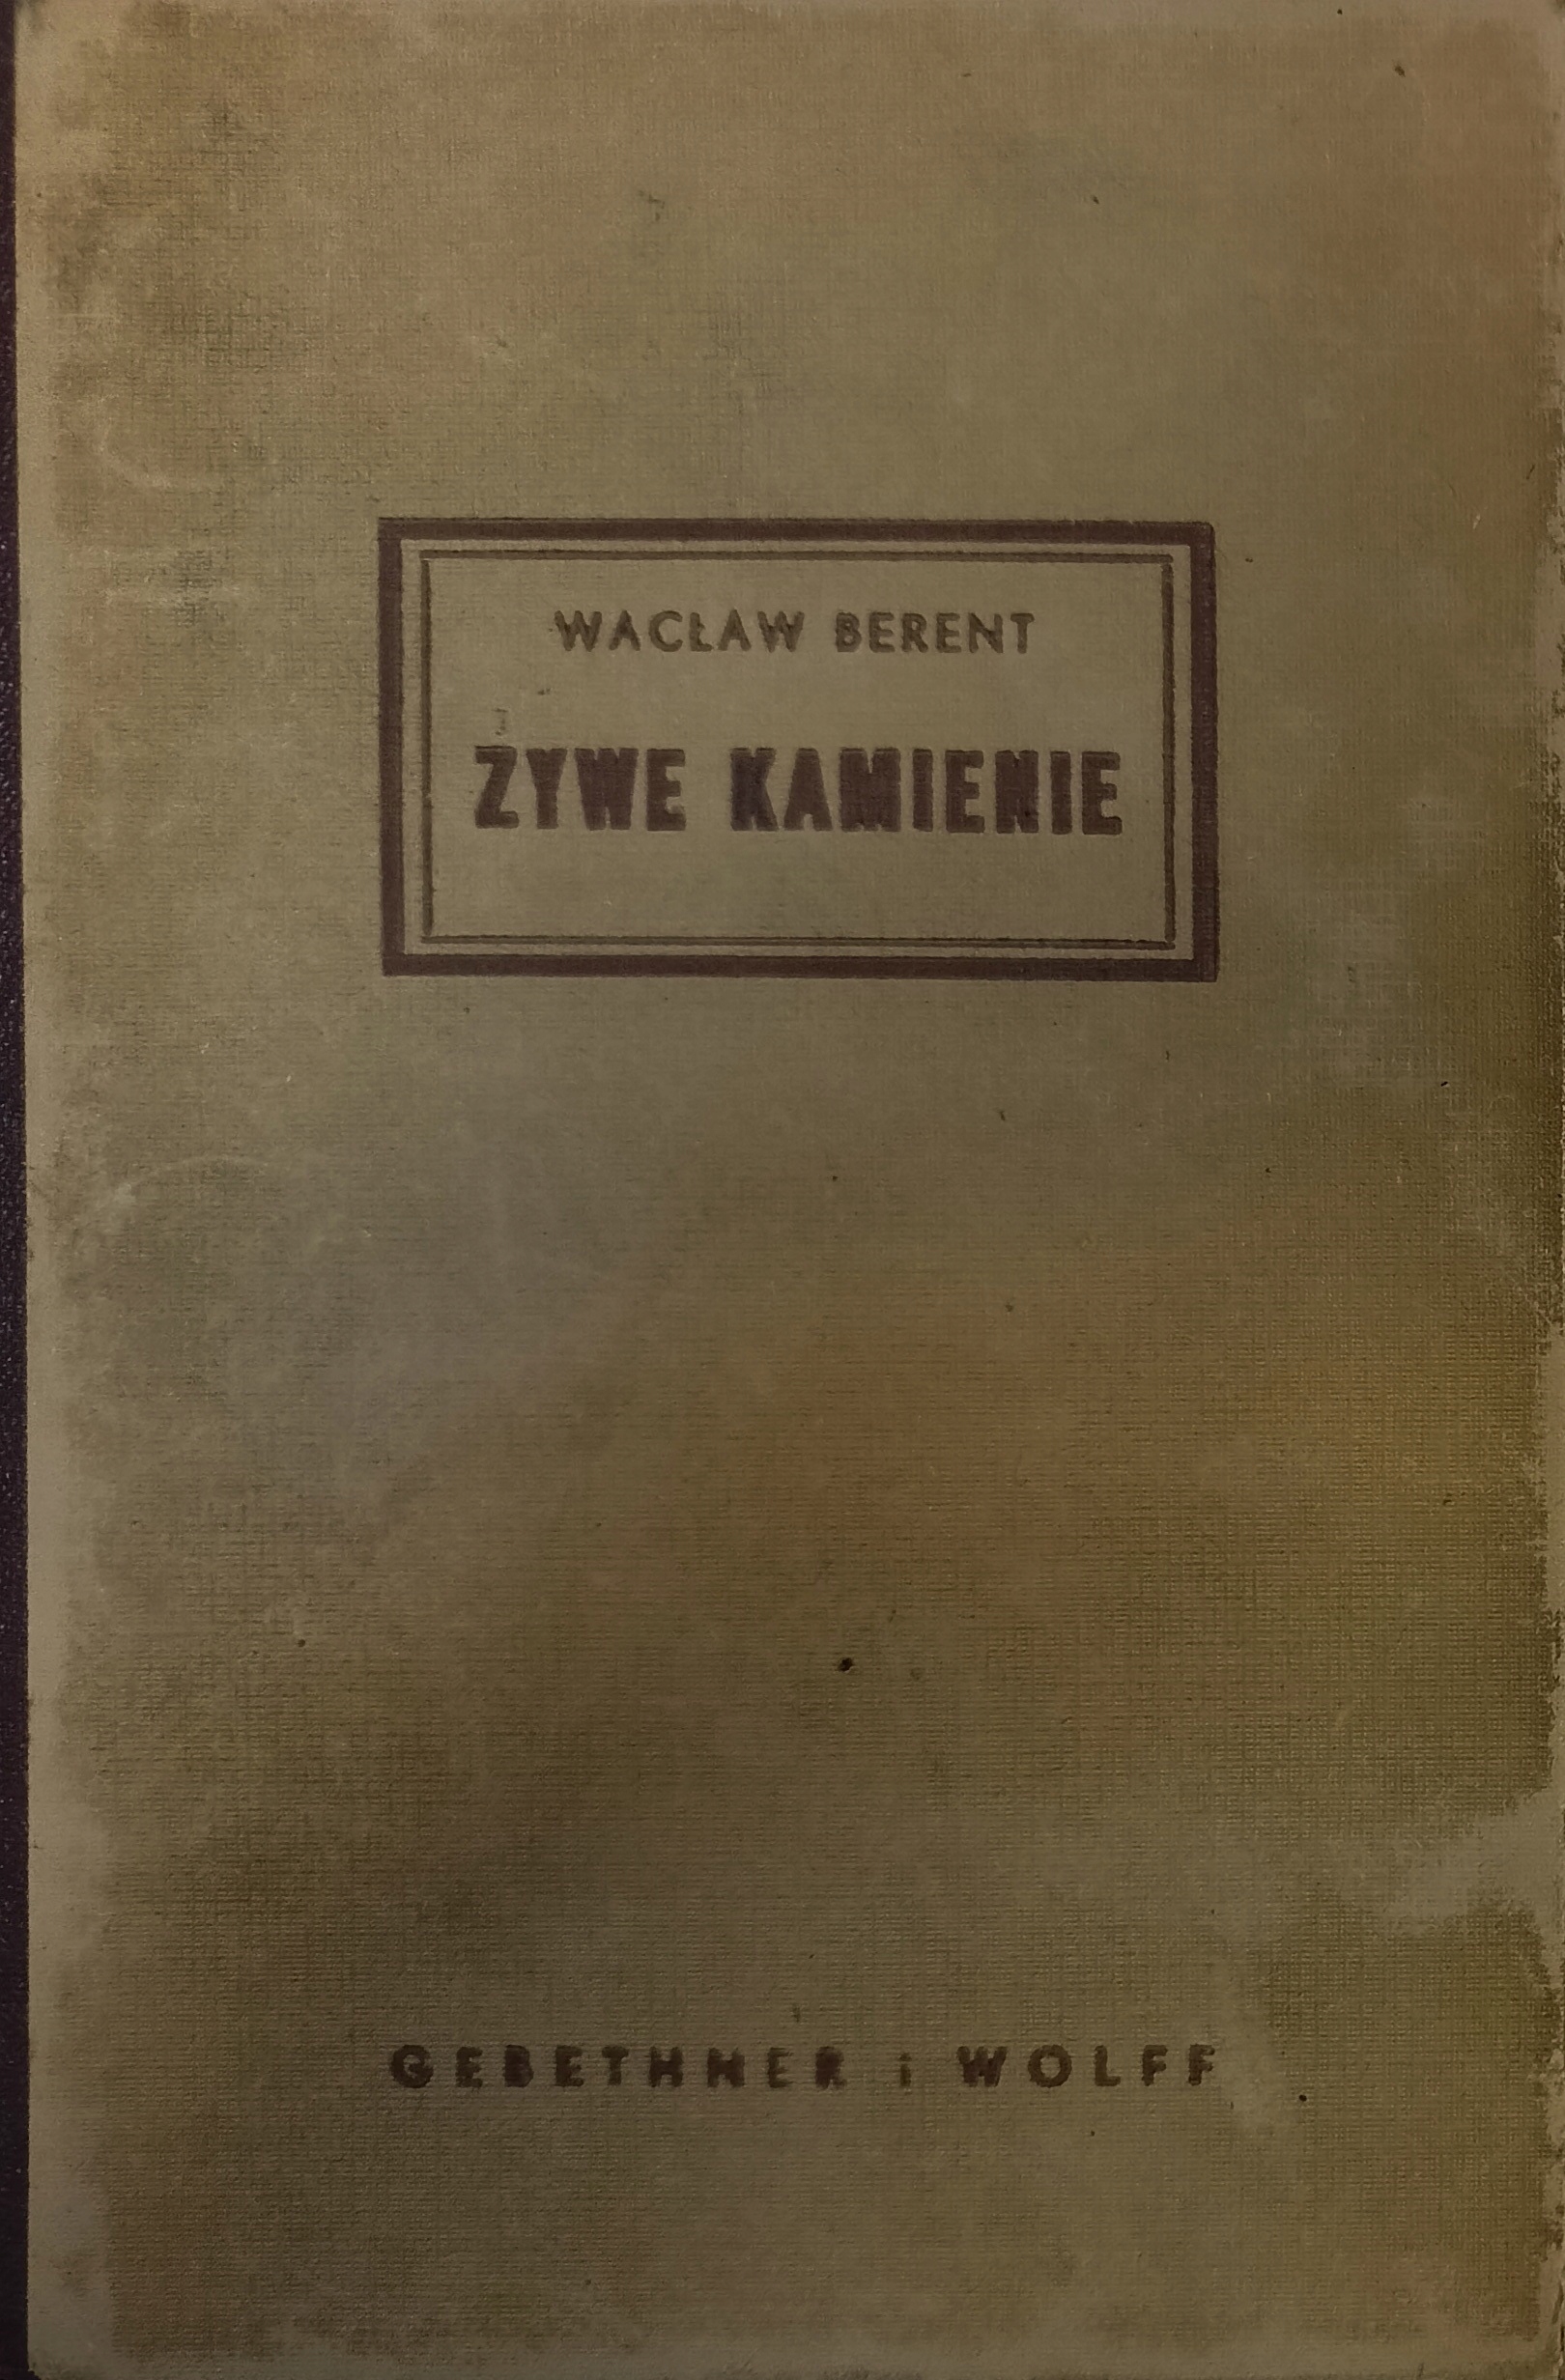 WACŁAW BERENT
ŻYWE KAMIENIE
GEBETHNER i WOLFF